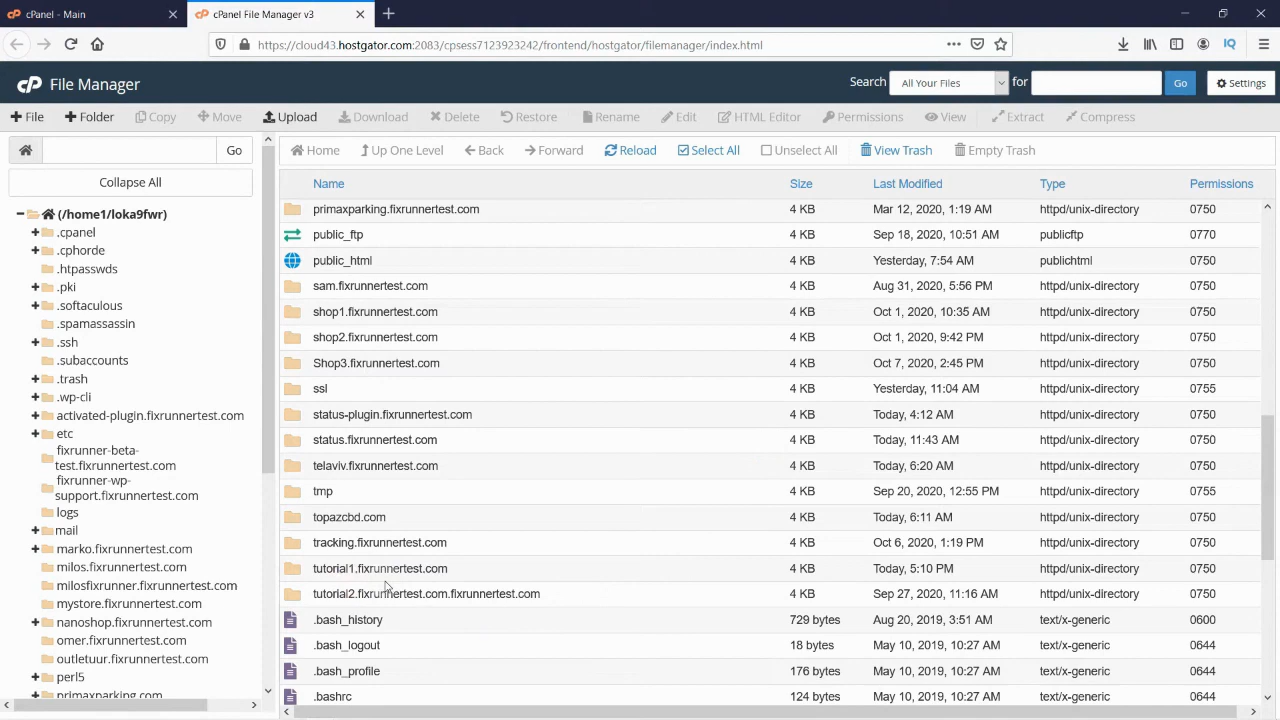 cPanel - Main
cPanel File Manager v3
https://cloud43.hostgator.com:2083/cpsess7123923242/frontend/hostgator/filemanager/index.html
cP File Manager
Search All Your Files for Go Settings
File Folder Copy Move Upload Download Delete Restore Rename Edit HTML Editor Permissions View Extract Compress
Go
Home Up One Level Back Forward Reload Select All Unselect All View Trash Empty Trash
Collapse All
(/home1/loka9fwr)
.cpanel
.cphorde
.htpasswds
.pki
.softaculous
.spamassassin
.ssh
.subaccounts
.trash
.wp-cli
activated-plugin.fixrunnertest.com
etc
fixrunner-beta-
test.fixrunnertest.com
fixrunner-wp-
support.fixrunnertest.com
logs
mail
marko.fixrunnertest.com
milos.fixrunnertest.com
milosfixrunner.fixrunnertest.com
mystore.fixrunnertest.com
nanoshop.fixrunnertest.com
omer.fixrunnertest.com
outletuur.fixrunnertest.com
perl5
primaxparking.com
Name Size Last Modified Type Permissions
primaxparking.fixrunnertest.com 4 KB Mar 12, 2020, 1:19 AM httpd/unix-directory 0750
public_ftp 4 KB Sep 18, 2020, 10:51 AM publicftp 0770
public_html 4 KB Yesterday, 7:54 AM publichtml 0750
sam.fixrunnertest.com 4 KB Aug 31, 2020, 5:56 PM httpd/unix-directory 0750
shop1.fixrunnertest.com 4 KB Oct 1, 2020, 10:35 AM httpd/unix-directory 0750
shop2.fixrunnertest.com 4 KB Oct 1, 2020, 9:42 PM httpd/unix-directory 0750
Shop3.fixrunnertest.com 4 KB Oct 7, 2020, 2:45 PM httpd/unix-directory 0750
ssl 4 KB Yesterday, 11:04 AM httpd/unix-directory 0755
status-plugin.fixrunnertest.com 4 KB Today, 4:12 AM httpd/unix-directory 0750
status.fixrunnertest.com 4 KB Today, 11:43 AM httpd/unix-directory 0750
telaviv.fixrunnertest.com 4 KB Today, 6:20 AM httpd/unix-directory 0750
tmp 4 KB Sep 20, 2020, 12:55 PM httpd/unix-directory 0755
topazcbd.com 4 KB Today, 6:11 AM httpd/unix-directory 0750
tracking.fixrunnertest.com 4 KB Oct 6, 2020, 1:19 PM httpd/unix-directory 0750
tutorial1.fixrunnertest.com 4 KB Today, 5:10 PM httpd/unix-directory 0750
tutorial2.fixrunnertest.com.fixrunnertest.com 4 KB Sep 27, 2020, 11:16 AM httpd/unix-directory 0750
.bash_history 729 bytes Aug 20, 2019, 3:51 AM text/x-generic 0600
.bash_logout 18 bytes May 10, 2019, 10:27 AM text/x-generic 0644
.bash_profile 176 bytes May 10, 2019, 10:27 AM text/x-generic 0644
.bashrc 124 bytes May 10, 2019, 10:27 AM text/x-generic 0644